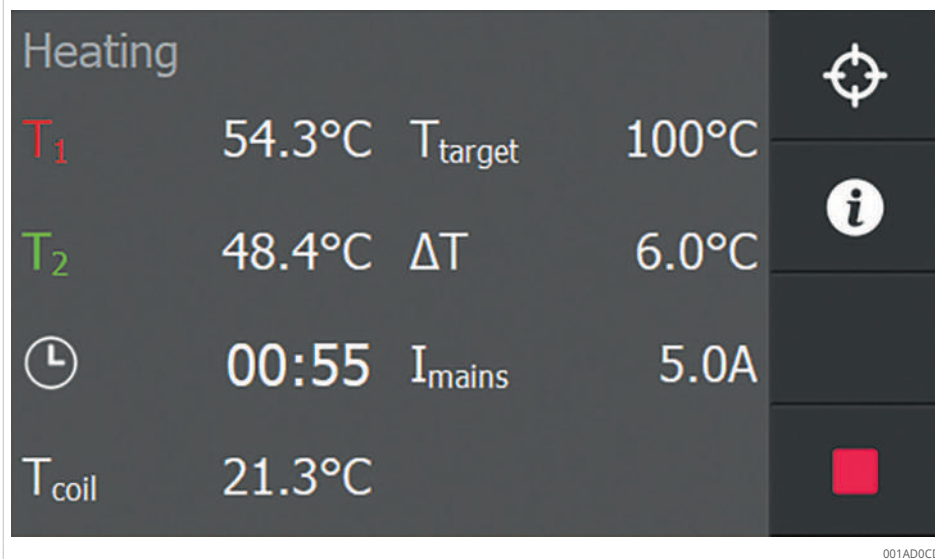 Heating
T1 54.3°C Ttarget 100°C
T2 48.4°C ΔT 6.0°C
00:55 Imains 5.0A
Tcoil 21.3°C
i
001AD0C